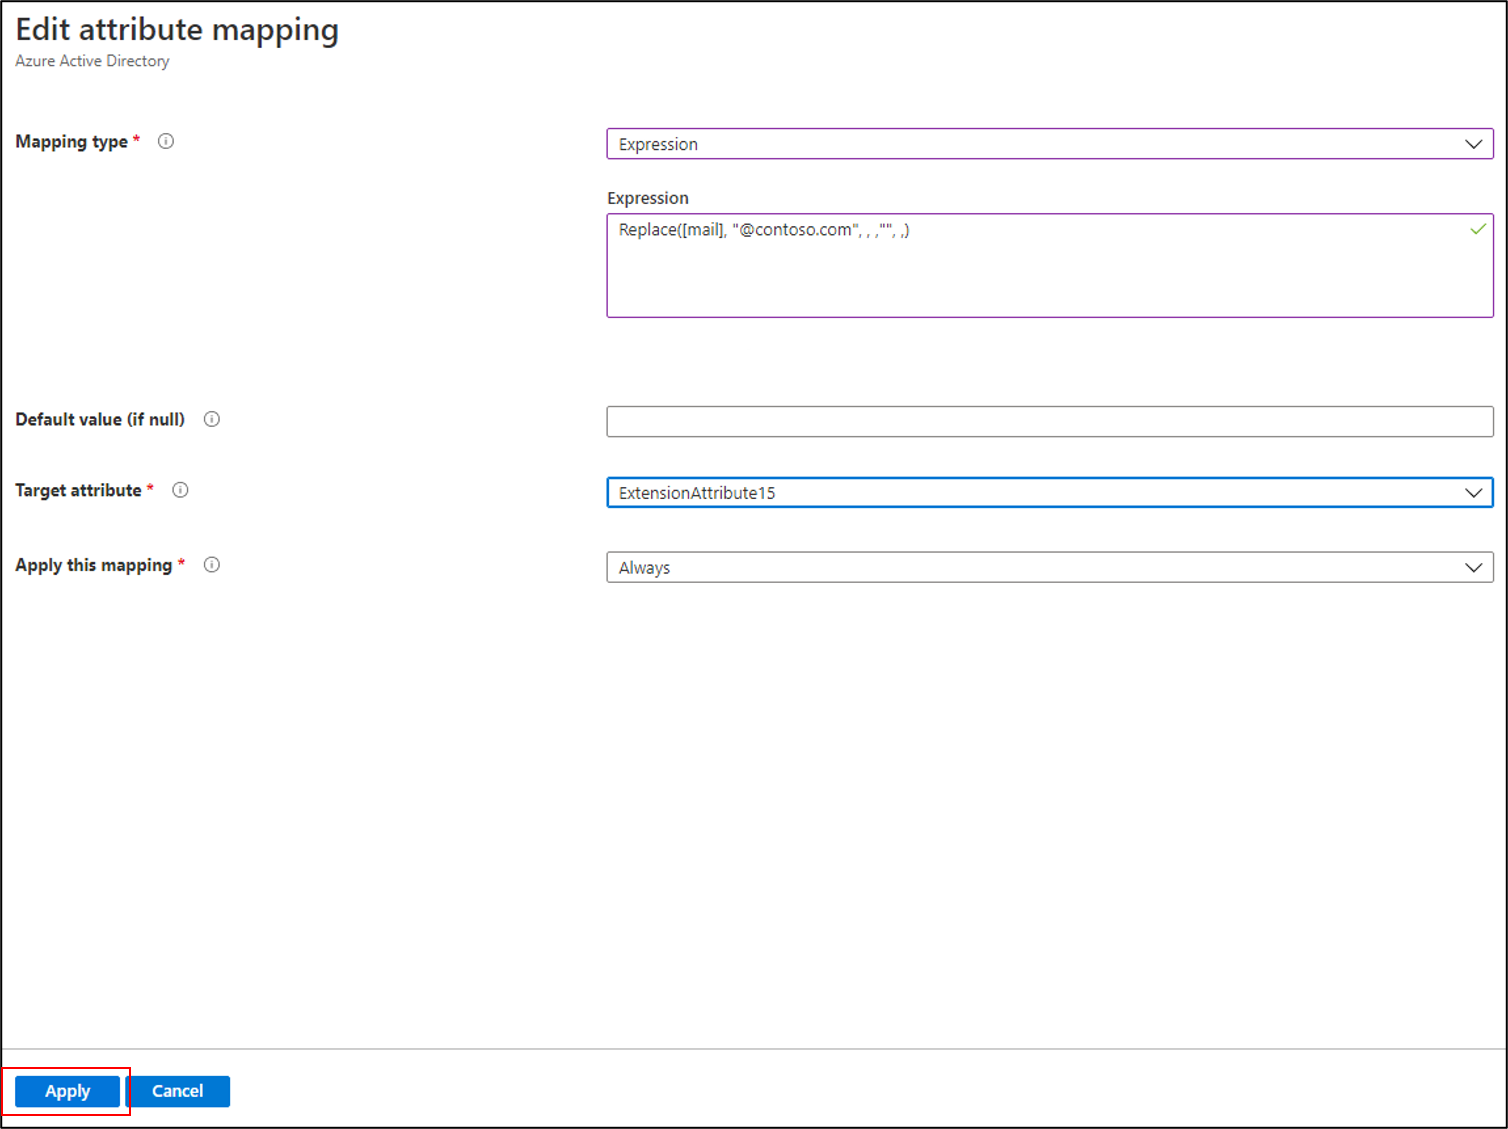 Edit attribute mapping
Azure Active Directory
Mapping type *
Expression
Expression
Replace([mail], "@contoso.com", , ,"", ,)
Default value (if null)
Target attribute *
ExtensionAttribute15
Apply this mapping *
Always
Apply
Cancel